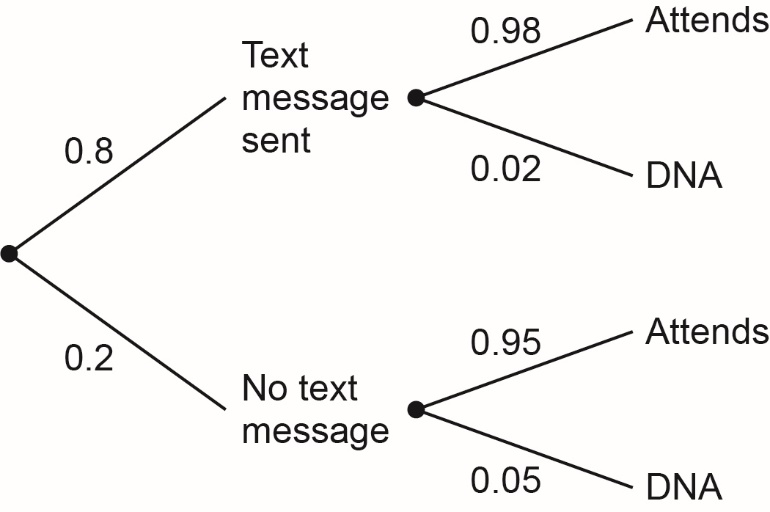 0.8
Text
message
sent
0.98
Attends
0.02
DNA
0.2
No text
message
0.95
Attends
0.05
DNA